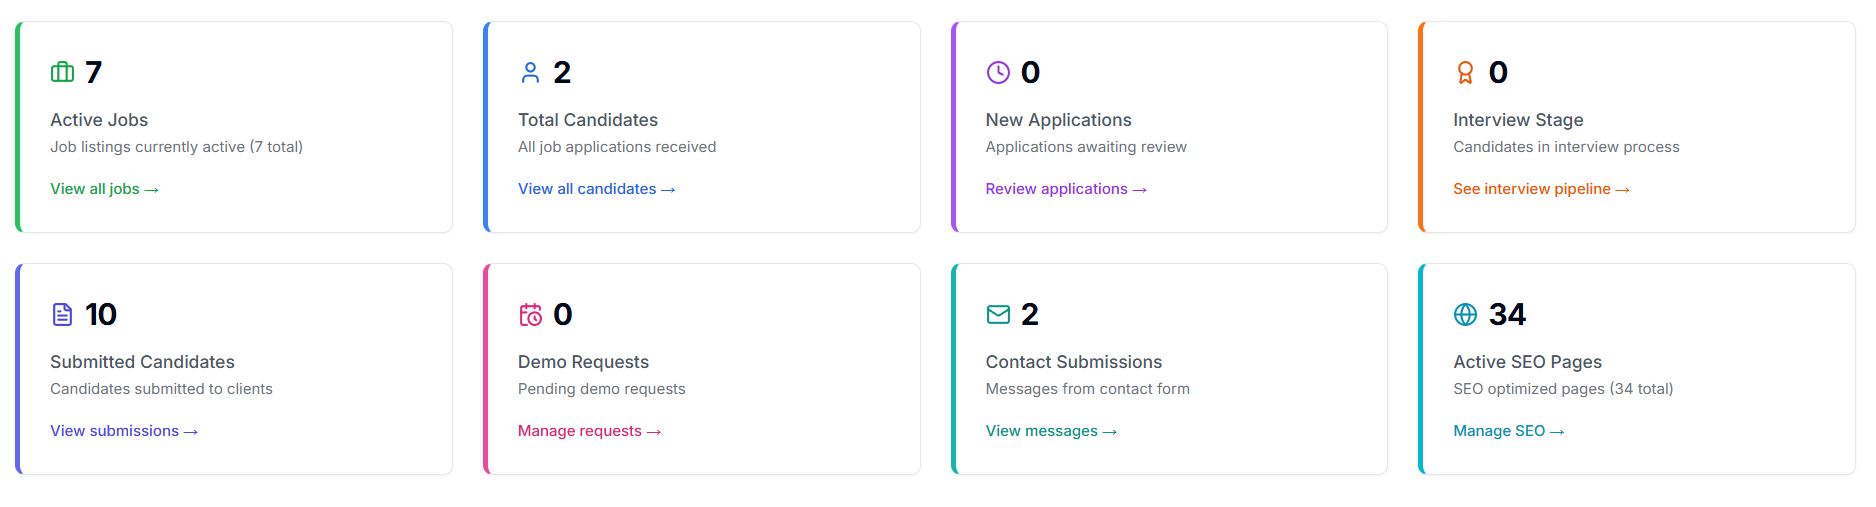 7
Active Jobs
Job listings currently active (7 total)
View all jobs →
2
Total Candidates
All job applications received
View all candidates →
0
New Applications
Applications awaiting review
Review applications →
0
Interview Stage
Candidates in interview process
See interview pipeline →
10
Submitted Candidates
Candidates submitted to clients
View submissions →
0
Demo Requests
Pending demo requests
Manage requests →
2
Contact Submissions
Messages from contact form
View messages →
34
Active SEO Pages
SEO optimized pages (34 total)
Manage SEO →